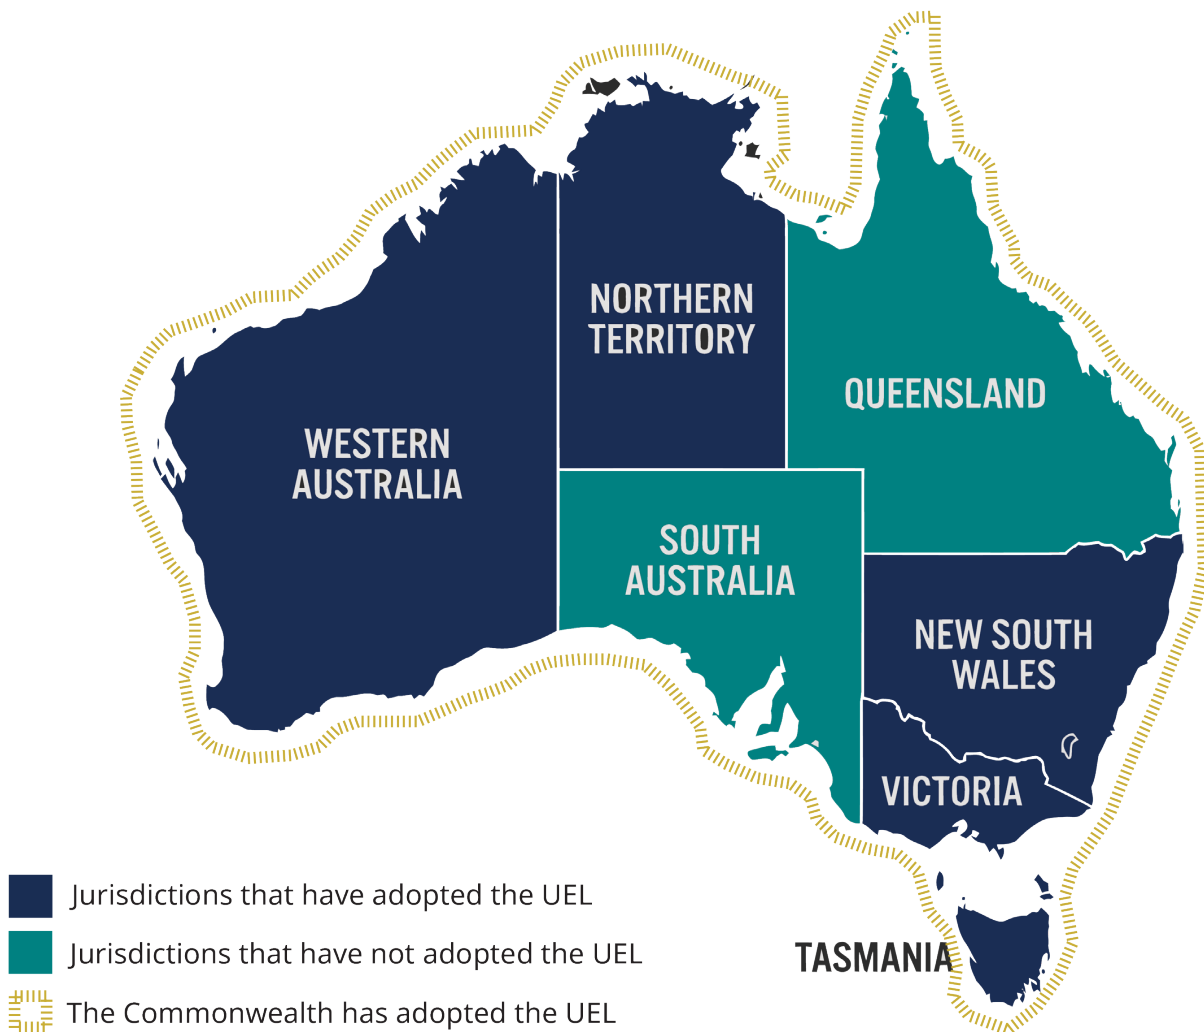 NORTHERN
TERRITORY
QUEENSLAND
WESTERN
AUSTRALIA
SOUTH
AUSTRALIA
NEW SOUTH
WALES
VICTORIA
TASMANIA
Jurisdictions that have adopted the UEL
Jurisdictions that have not adopted the UEL
The Commonwealth has adopted the UEL